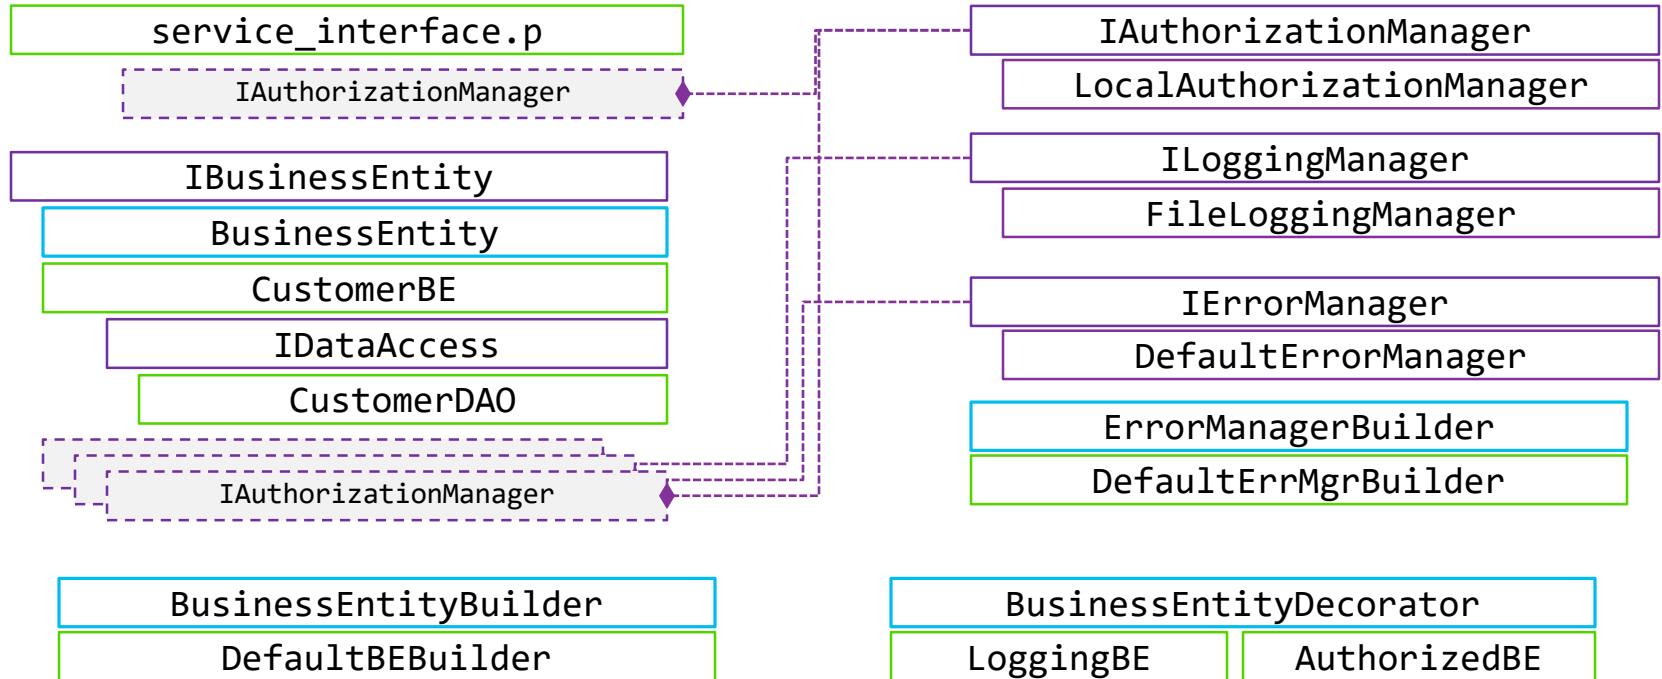 service_interface.p
IAuthorizationManager
IBusinessEntity
BusinessEntity
CustomerBE
IDataAccess
CustomerDAO
IAuthorizationManager
IAuthorizationManager
LocalAuthorizationManager
ILoggingManager
FileLoggingManager
IErrorManager
DefaultErrorManager
ErrorManagerBuilder
DefaultErrMgrBuilder
BusinessEntityBuilder
DefaultBEBuilder
BusinessEntityDecorator
LoggingBE
AuthorizedBE